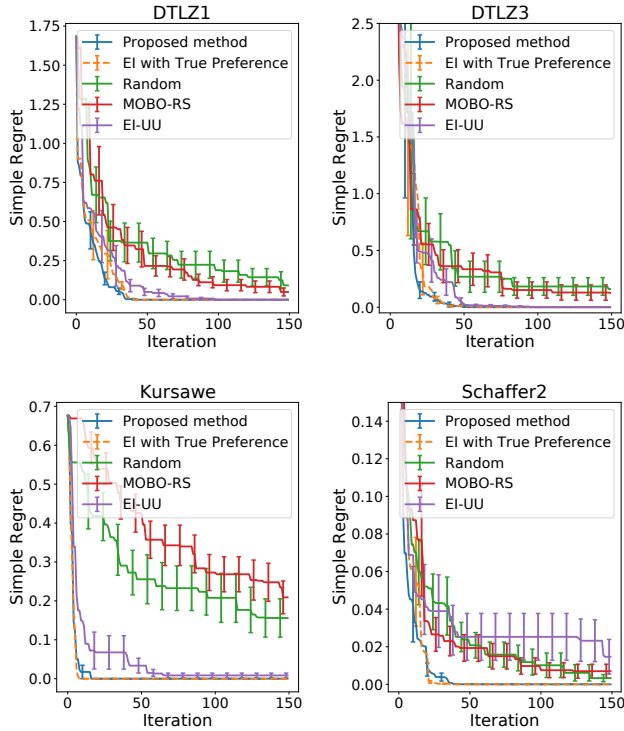 DTLZ1
1.75
1.50
1.25
1.00
0.75
0.50
0.25
0.00
Simple Regret
Proposed method
EI with True Preference
Random
MOBO-RS
EI-UU
0
50
100
150
Iteration
DTLZ3
2.5
2.0
1.5
1.0
0.5
0.0
Simple Regret
Proposed method
EI with True Preference
Random
MOBO-RS
EI-UU
0
50
100
150
Iteration
Kursawe
0.7
0.6
0.5
0.4
0.3
0.2
0.1
0.0
Simple Regret
Proposed method
EI with True Preference
Random
MOBO-RS
EI-UU
0
50
100
150
Iteration
Schaffer2
0.14
0.12
0.10
0.08
0.06
0.04
0.02
0.00
Simple Regret
Proposed method
EI with True Preference
Random
MOBO-RS
EI-UU
0
50
100
150
Iteration